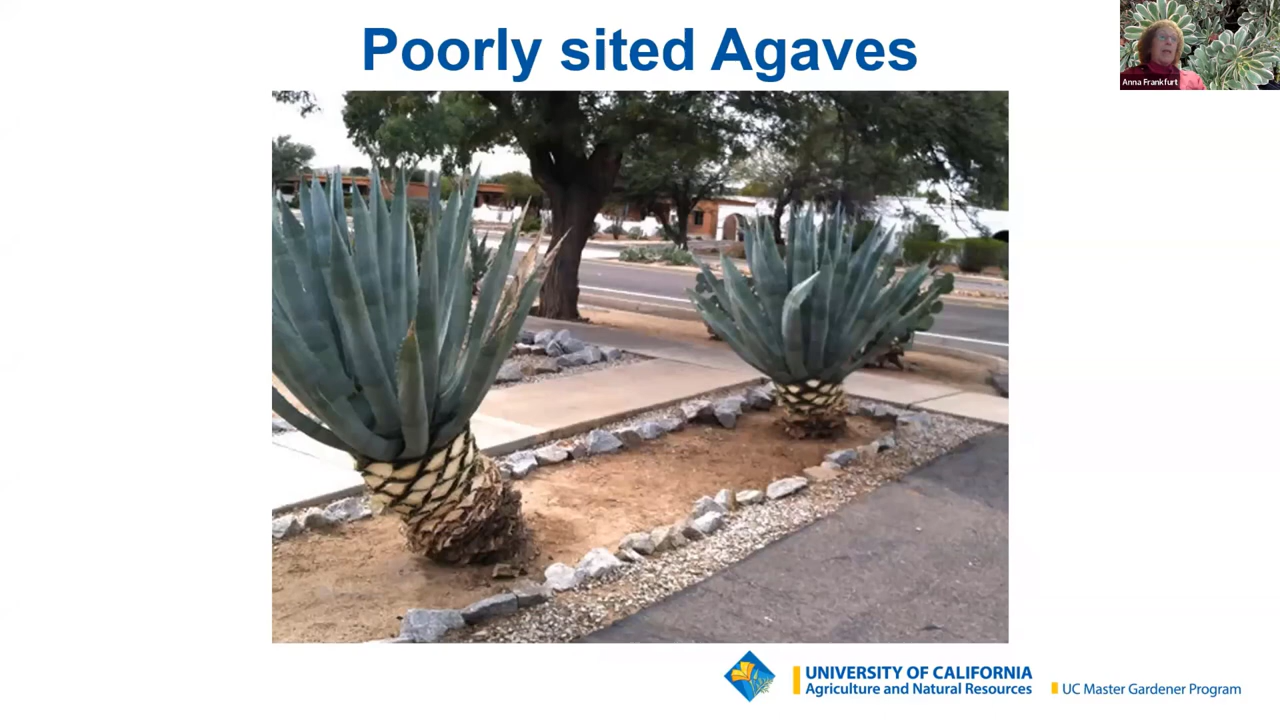 Poorly sited Agaves
Anna Frankfurt
UNIVERSITY OF CALIFORNIA
Agriculture and Natural Resources
UC Master Gardener Program